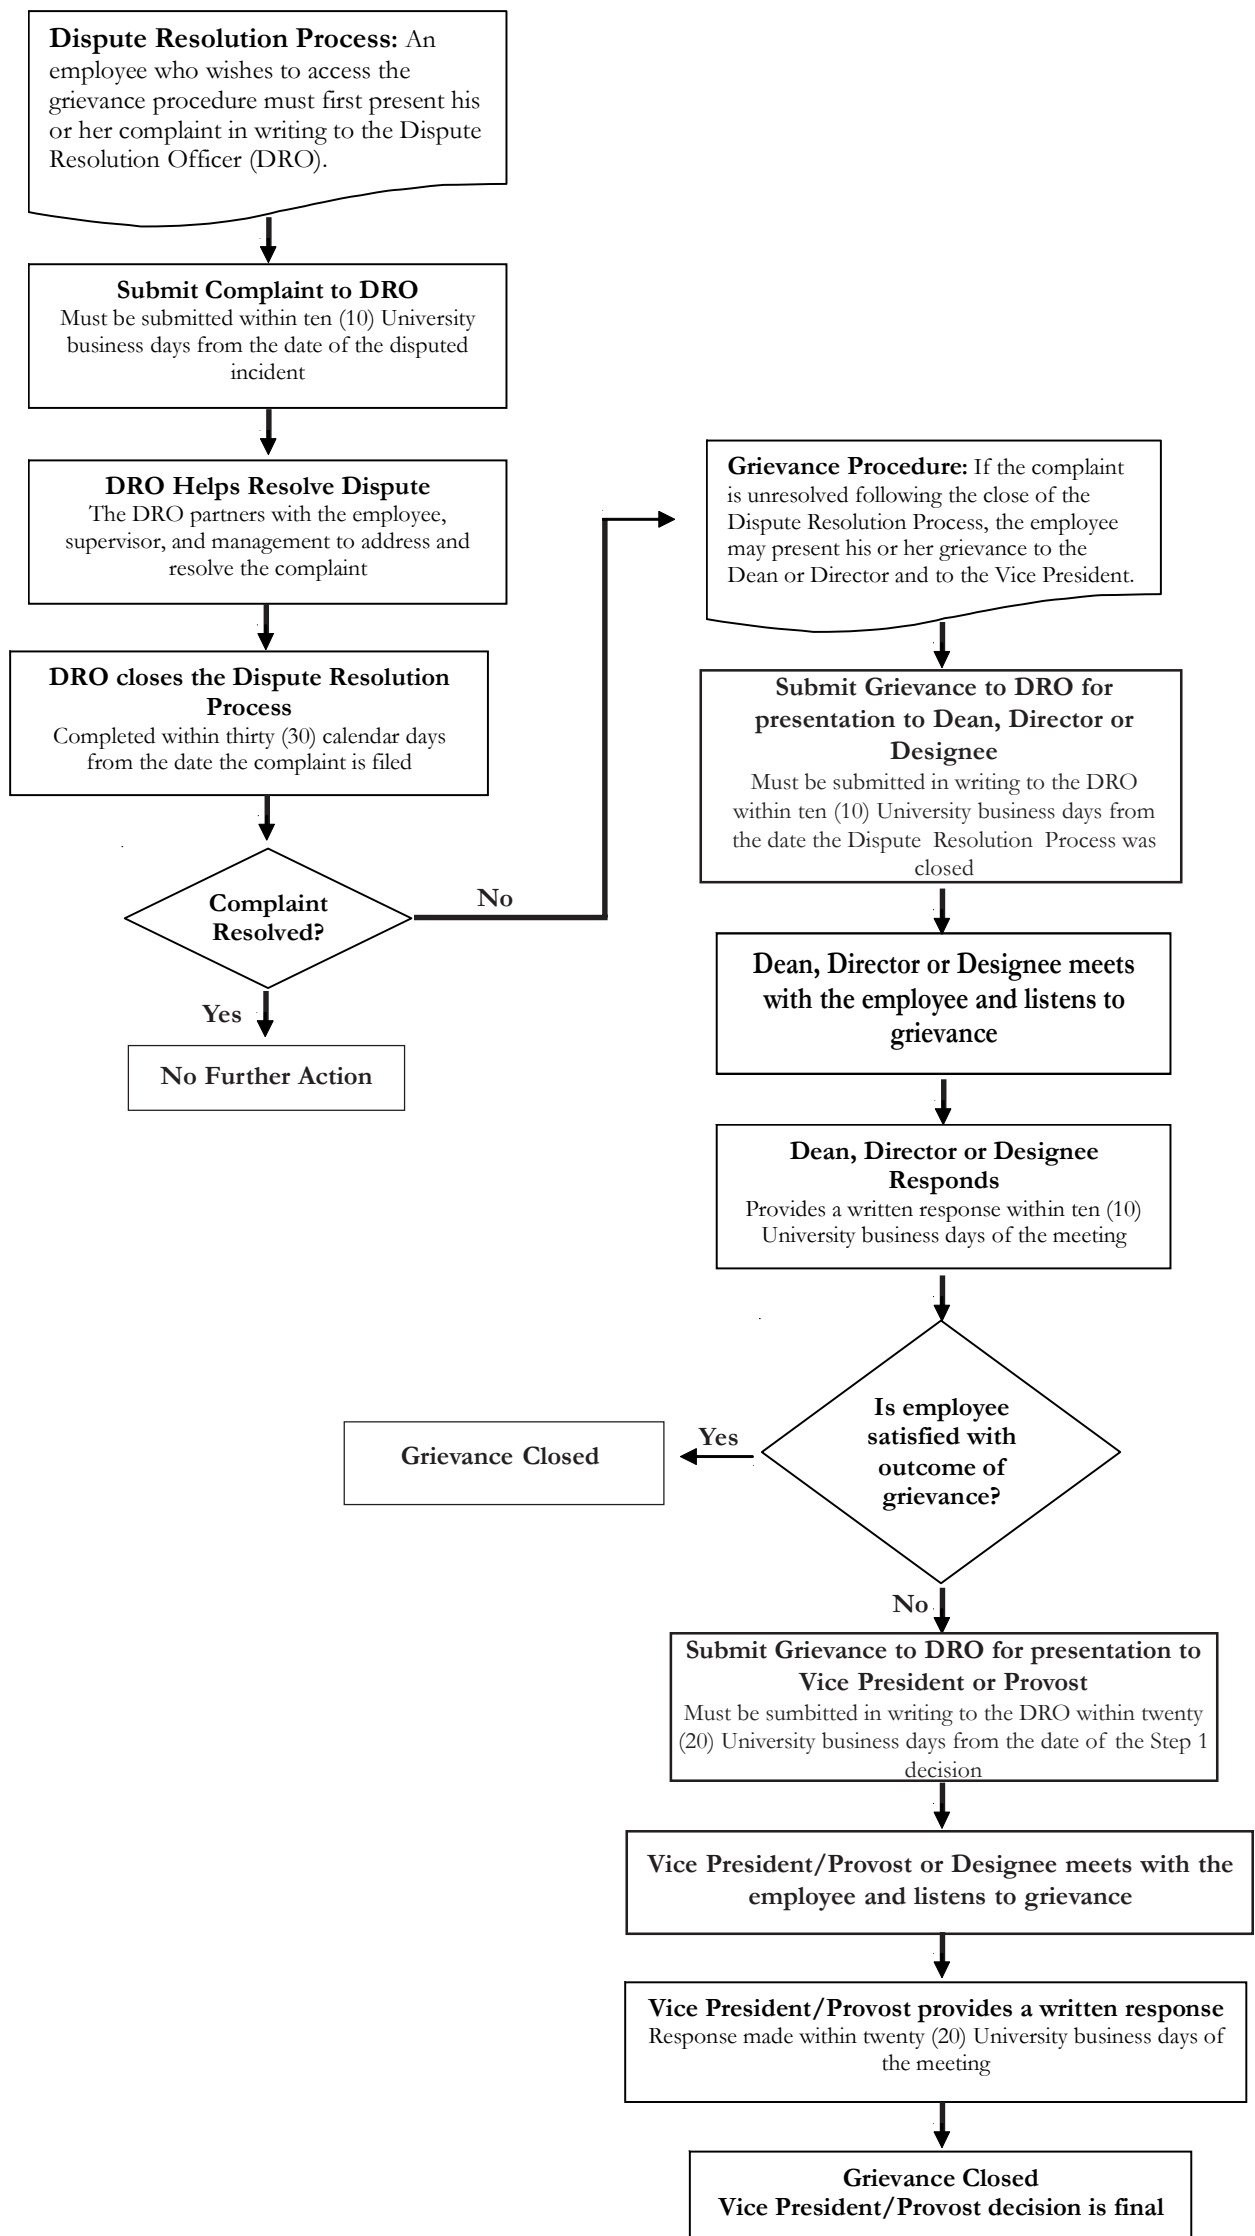 Dispute Resolution Process: An
employee who wishes to access the
grievance procedure must first present his
or her complaint in writing to the Dispute
Resolution Officer (DRO).
Submit Complaint to DRO
Must be submitted within ten (10) University
business days from the date of the disputed
incident
DRO Helps Resolve Dispute
The DRO partners with the employee,
supervisor, and management to address and
resolve the complaint
DRO closes the Dispute Resolution
Process
Completed within thirty (30) calendar days
from the date the complaint is filed
Complaint
Resolved?
No
Yes
No Further Action
Grievance Procedure: If the complaint
is unresolved following the close of the
Dispute Resolution Process, the employee
may present his or her grievance to the
Dean or Director and to the Vice President.
Submit Grievance to DRO for
presentation to Dean, Director or
Designee
Must be submitted in writing to the DRO
within ten (10) University business days from
the date the Dispute Resolution Process was
closed
Dean, Director or Designee meets
with the employee and listens to
grievance
Dean, Director or Designee
Responds
Provides a written response within ten (10)
University business days of the meeting
Is employee
satisfied with
outcome of
grievance?
Yes
Grievance Closed
No
Submit Grievance to DRO for presentation to
Vice President or Provost
Must be sumbitted in writing to the DRO within twenty
(20) University business days from the date of the Step 1
decision
Vice President/Provost or Designee meets with the
employee and listens to grievance
Vice President/Provost provides a written response
Response made within twenty (20) University business days of
the meeting
Grievance Closed
Vice President/Provost decision is final